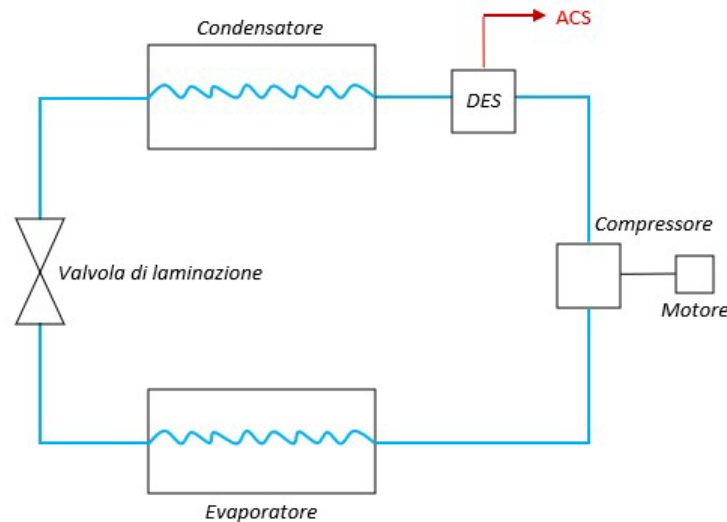 Condensatore
ACS
DES
Compressore
Valvola di laminazione
Motore
Evaporatore